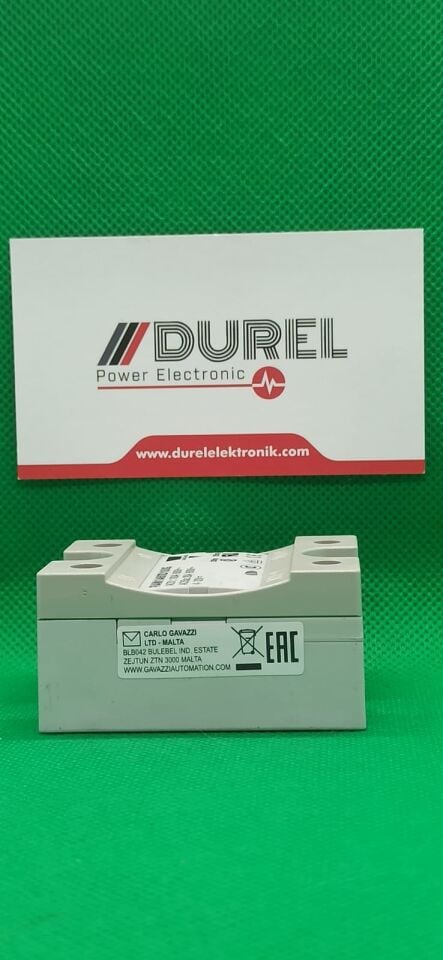 DUREL
Power Electronic
www.durelelektronik.com
CARLO GAVAZZI
LTD - MALTA
BLB042 BULEBEL IND. ESTATE
ZEJTUN ZTN 3000 MALTA
WWW.GAVAZZIAUTOMATION.COM
EAC